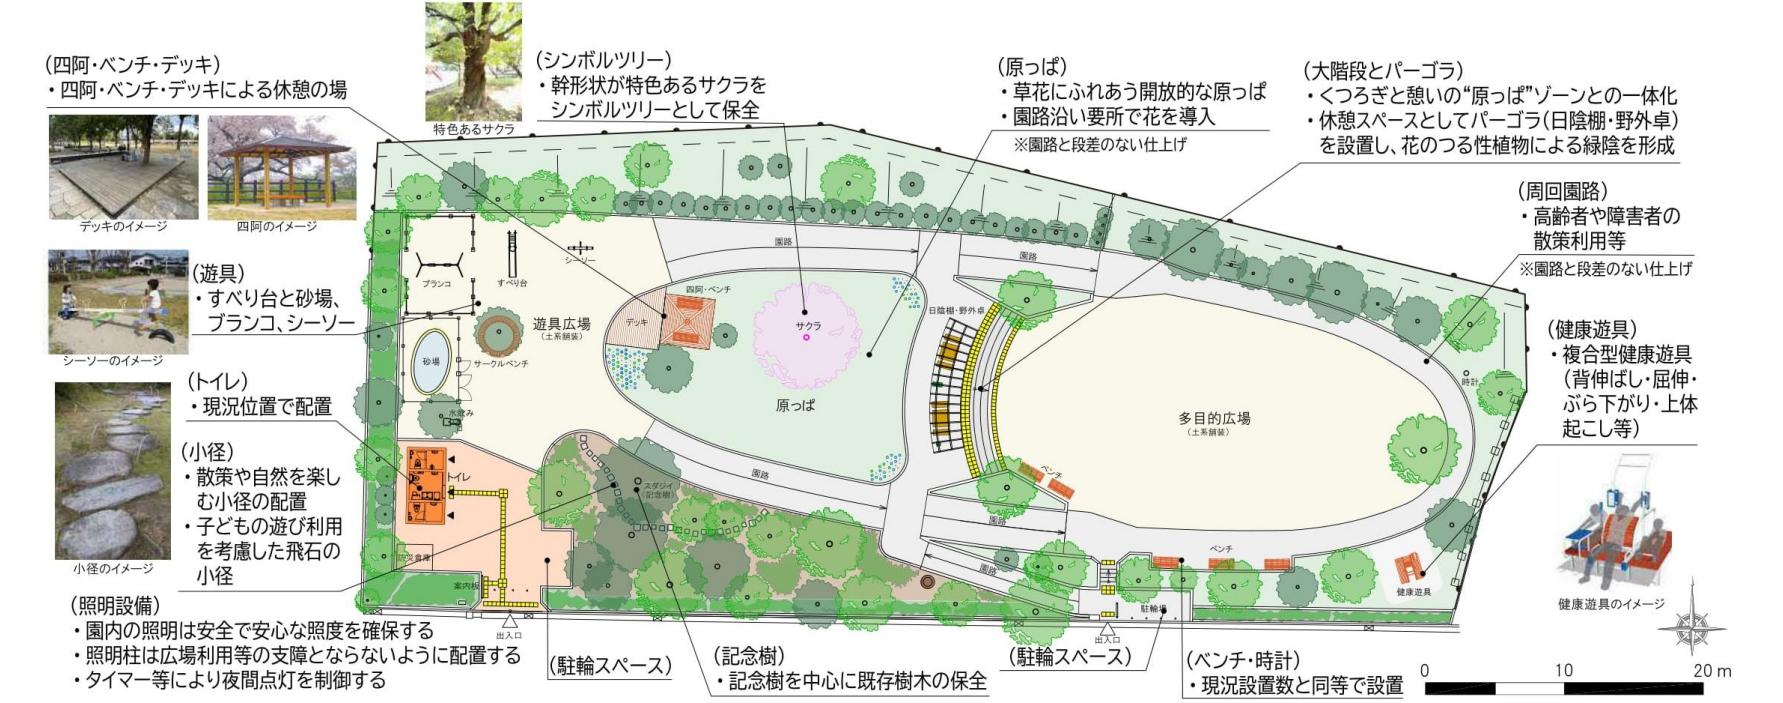 (四阿・ベンチ・デッキ)
・四阿・ベンチ・デッキによる休憩の場
デッキのイメージ
四阿のイメージ
特色あるサクラ
(シンボルツリー)
・幹形状が特色あるサクラを
シンボルツリーとして保全
(原っぱ)
・草花にふれあう開放的な原っぱ
・園路沿い要所で花を導入
※園路と段差のない仕上げ
(大階段とパーゴラ)
・くつろぎと憩いの“原っぱ”ゾーンとの一体化
・休憩スペースとしてパーゴラ(日陰棚・野外卓)
を設置し、花のつる性植物による緑陰を形成
(周回園路)
・高齢者や障害者の
散策利用等
※園路と段差のない仕上げ
(遊具)
・すべり台と砂場、
ブランコ、シーソー
シーソーのイメージ
(トイレ)
・現況位置で配置
(小径)
・散策や自然を楽し
む小径の配置
・子どもの遊び利用
を考慮した飛石の
小径
小径のイメージ
(照明設備)
・園内の照明は安全で安心な照度を確保する
・照明柱は広場利用等の支障とならないように配置する
・タイマー等により夜間点灯を制御する
(健康遊具)
・複合型健康遊具
(背伸ばし・屈伸・
ぶら下がり・上体
起こし等)
健康遊具のイメージ
ブランコ
すべり台
シーソー
遊具広場
(土系舗装)
サークルベンチ
砂場
水飲み
デッキ
四阿・ベンチ
サクラ
原っぱ
園路
園路
日陰棚・野外卓
多目的広場
(土系舗装)
時計
トイレ
防災倉庫
案内板
スダジイ
(記念樹)
園路
園路
園路
ベンチ
ベンチ
健康遊具
駐輪場
出入口
出入口
(駐輪スペース)
(記念樹)
・記念樹を中心に既存樹木の保全
(駐輪スペース)
(ベンチ・時計)
・現況設置数と同等で設置
0 10 20 m